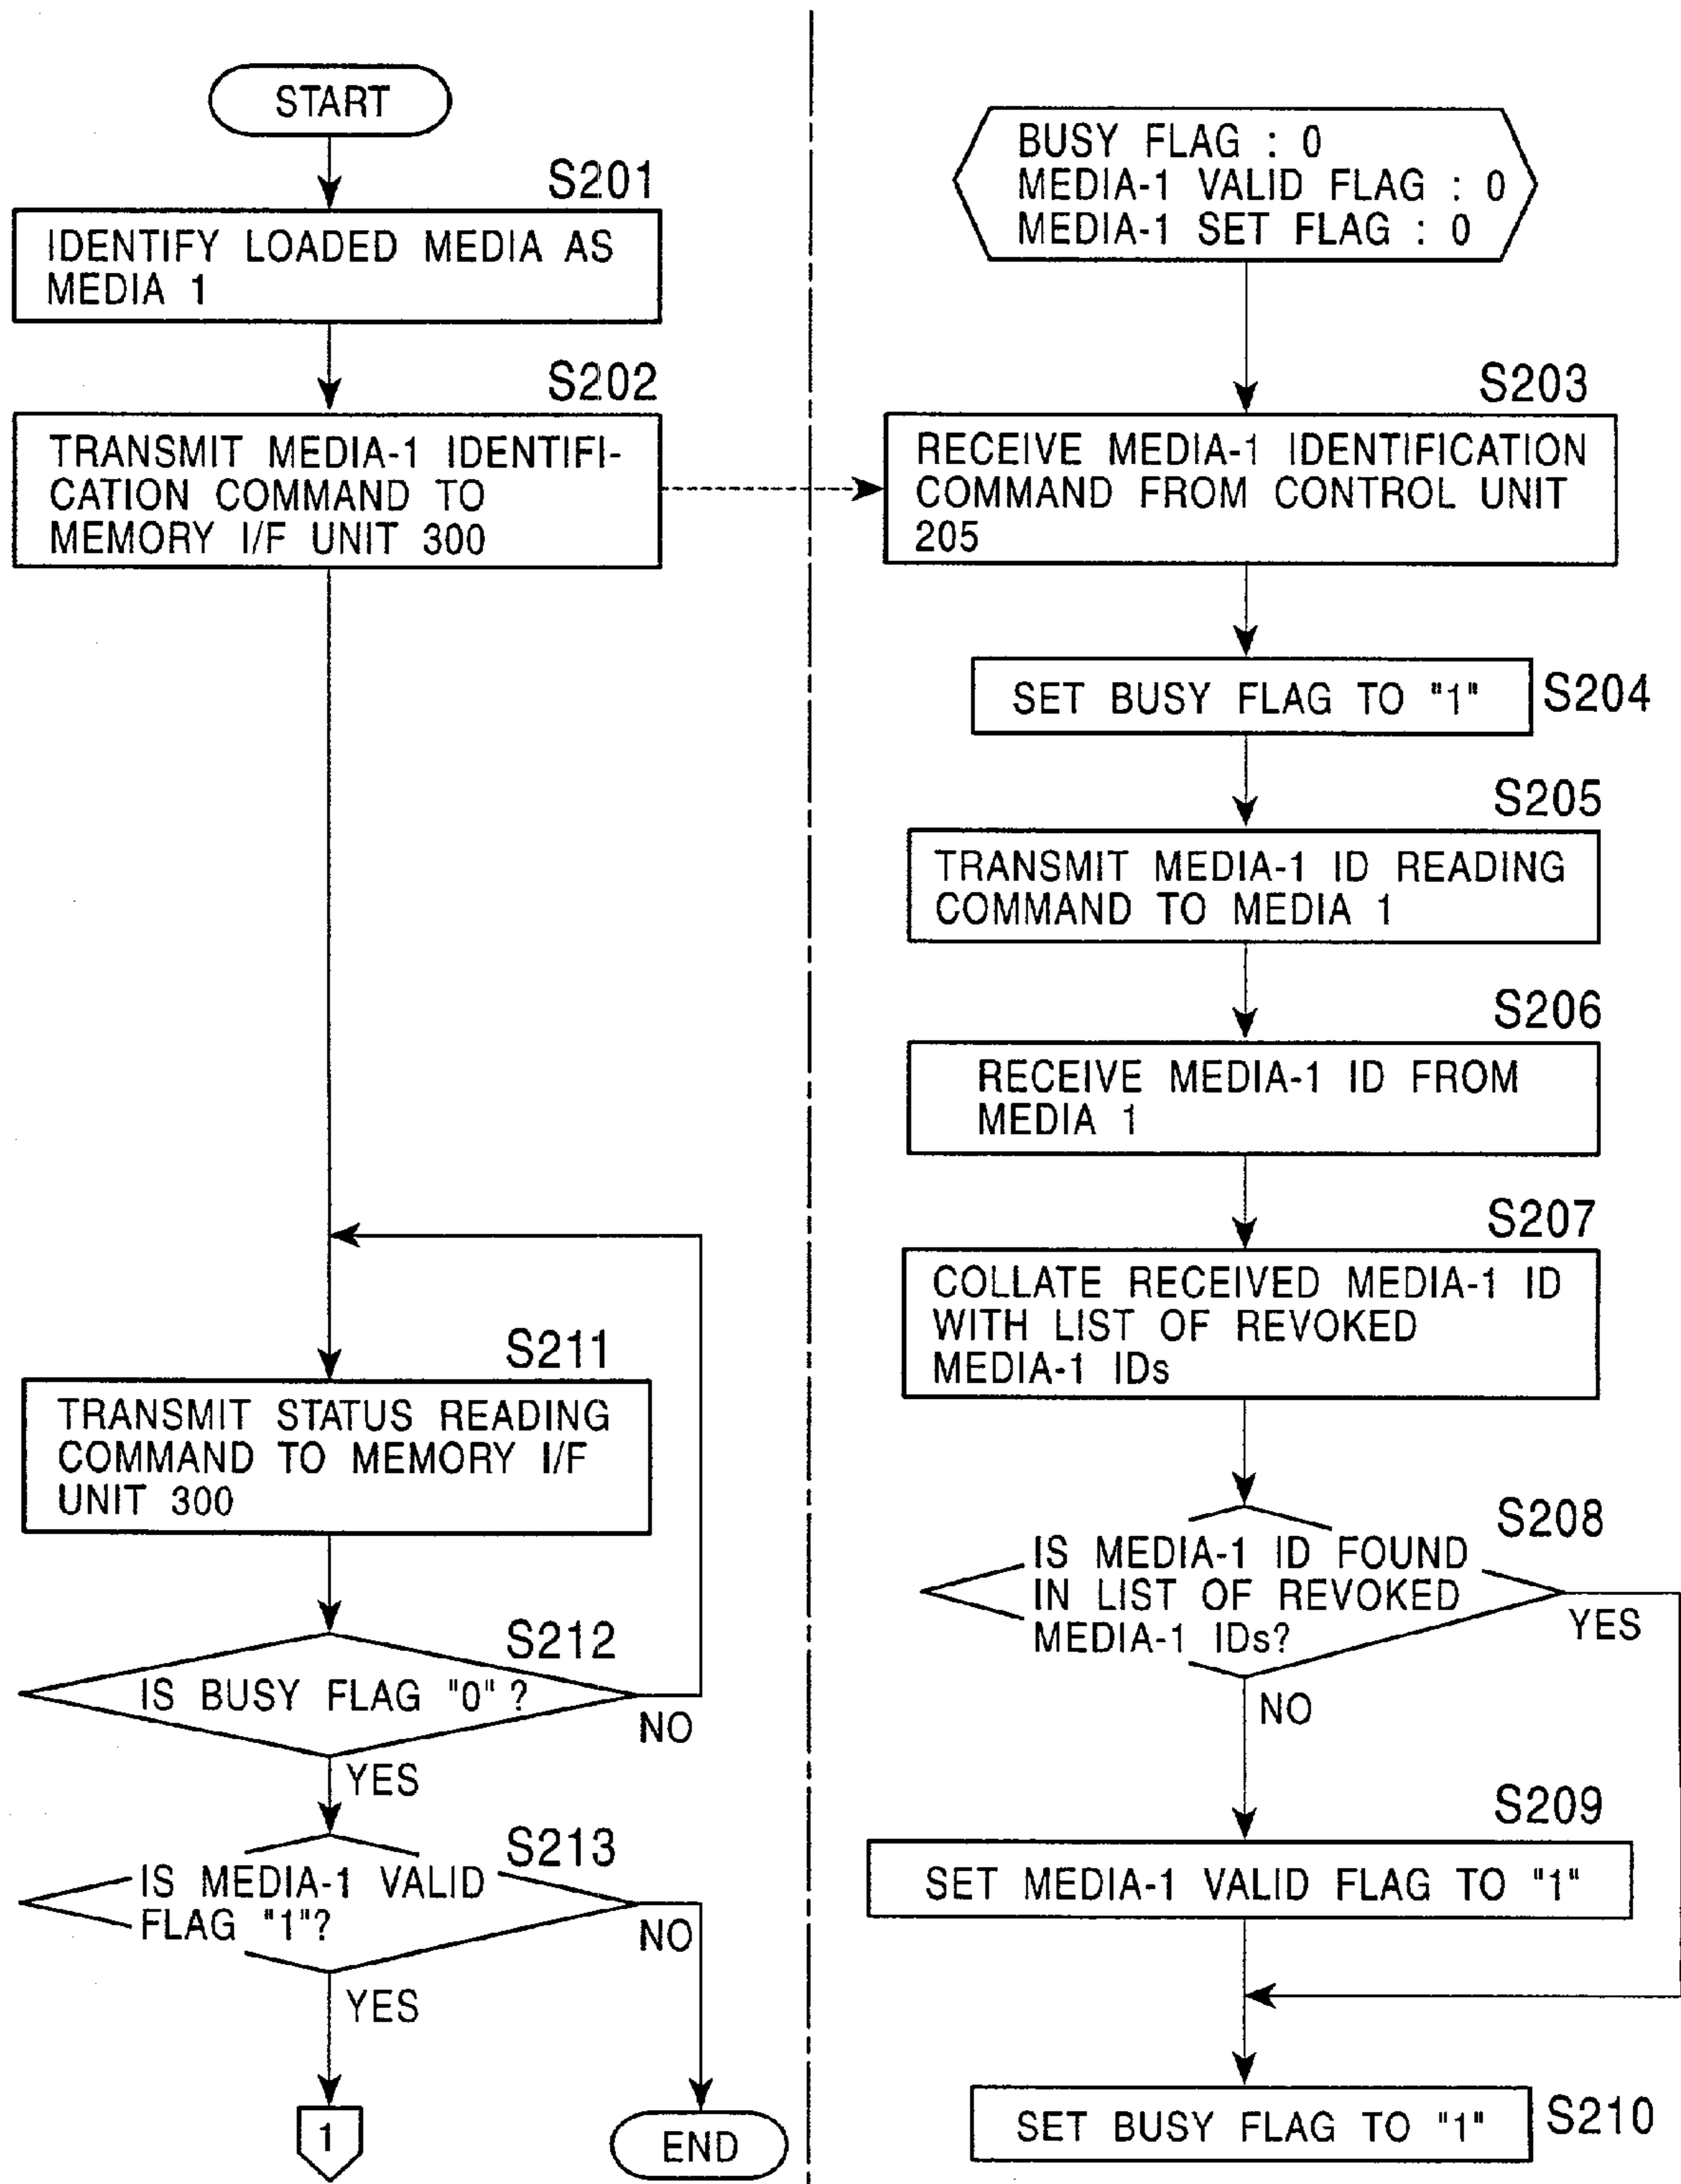 START
S201
IDENTIFY LOADED MEDIA AS
MEDIA 1
S202
TRANSMIT MEDIA-1 IDENTIFI-
CATION COMMAND TO
MEMORY I/F UNIT 300
S211
TRANSMIT STATUS READING
COMMAND TO MEMORY I/F
UNIT 300
S212
IS BUSY FLAG "0" ?
NO
YES
S213
IS MEDIA-1 VALID
FLAG "1"?
NO
YES
1
END
BUSY FLAG : 0
MEDIA-1 VALID FLAG : 0
MEDIA-1 SET FLAG : 0
S203
RECEIVE MEDIA-1 IDENTIFICATION
COMMAND FROM CONTROL UNIT
205
SET BUSY FLAG TO "1"
S204
S205
TRANSMIT MEDIA-1 ID READING
COMMAND TO MEDIA 1
S206
RECEIVE MEDIA-1 ID FROM
MEDIA 1
S207
COLLATE RECEIVED MEDIA-1 ID
WITH LIST OF REVOKED
MEDIA-1 IDs
S208
IS MEDIA-1 ID FOUND
IN LIST OF REVOKED
MEDIA-1 IDs?
YES
NO
S209
SET MEDIA-1 VALID FLAG TO "1"
SET BUSY FLAG TO "1"
S210